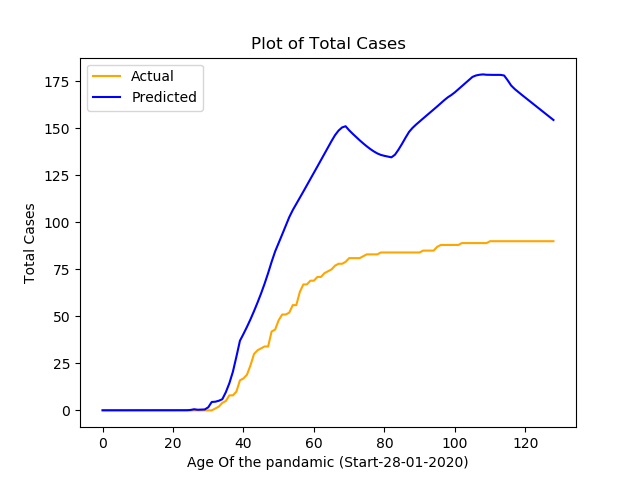 Plot of Total Cases
Actual
Predicted
Total Cases
175
150
125
100
75
50
25
0
0 20 40 60 80 100 120
Age Of the pandamic (Start-28-01-2020)